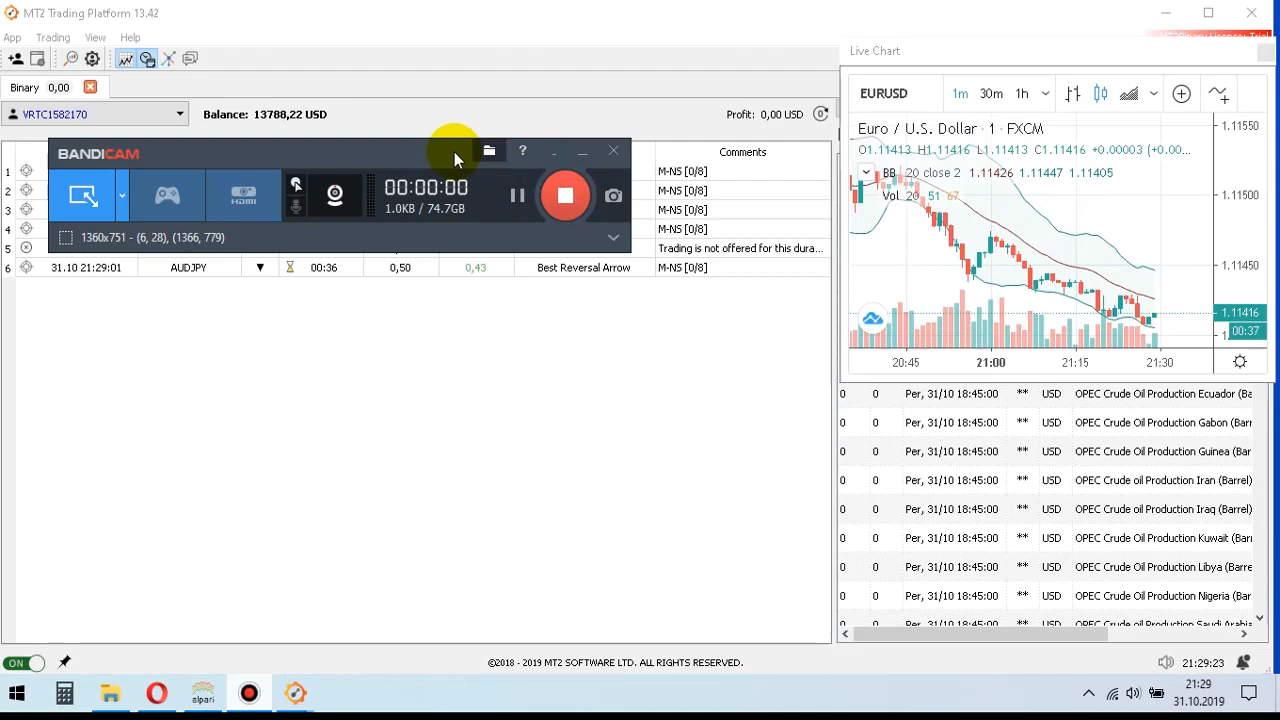 MT2 Trading Platform 13.42
App Trading View Help
Binary 0,00
VRTC1582170
Balance: 13788,22 USD
Profit: 0,00 USD
0
Comments
1 M-NS [0/8]
2 M-NS [0/8]
3 M-NS [0/8]
4 M-NS [0/8]
5 Trading is not offered for this dura...
6 31.10 21:29:01 AUDJPY 00:36 0,50 0,43 Best Reversal Arrow M-NS [0/8]
BANDICAM
?
HDMI
00:00:00
1.0KB / 74.7GB
1360x751 - (6, 28), (1366, 779)
Live Chart
EURUSD 1m 30m 1h
Euro / U.S. Dollar · 1 · FXCM
O1.11413 H1.11416 L1.11413 C1.11416 +0.00003 (+0.00...
BB 20 close 2 1.11426 1.11447 1.11405
Vol 20 51 67
1.11550
1.11500
1.11450
1.11416
00:37
20:45 21:00 21:15 21:30
0 0 Per, 31/10 18:45:00 ** USD OPEC Crude Oil Production Ecuador (Ba
0 0 Per, 31/10 18:45:00 ** USD OPEC Crude Oil Production Gabon (Barrel
0 0 Per, 31/10 18:45:00 ** USD OPEC Crude Oil Production Guinea (Barrel
0 0 Per, 31/10 18:45:00 ** USD OPEC Crude oil Production Iran (Barrel)
0 0 Per, 31/10 18:45:00 ** USD OPEC Crude Oil Production Iraq (Barrel)
0 0 Per, 31/10 18:45:00 ** USD OPEC Crude Oil Production Kuwait (Barrel
0 0 Per, 31/10 18:45:00 ** USD OPEC Crude Oil Production Libya (Barre
0 0 Per, 31/10 18:45:00 ** USD OPEC Crude Oil Production Nigeria (Barre
ON
©2018 - 2019 MT2 SOFTWARE LTD. ALL RIGHTS RESERVED.
21:29:23
alpari
21:29
31.10.2019